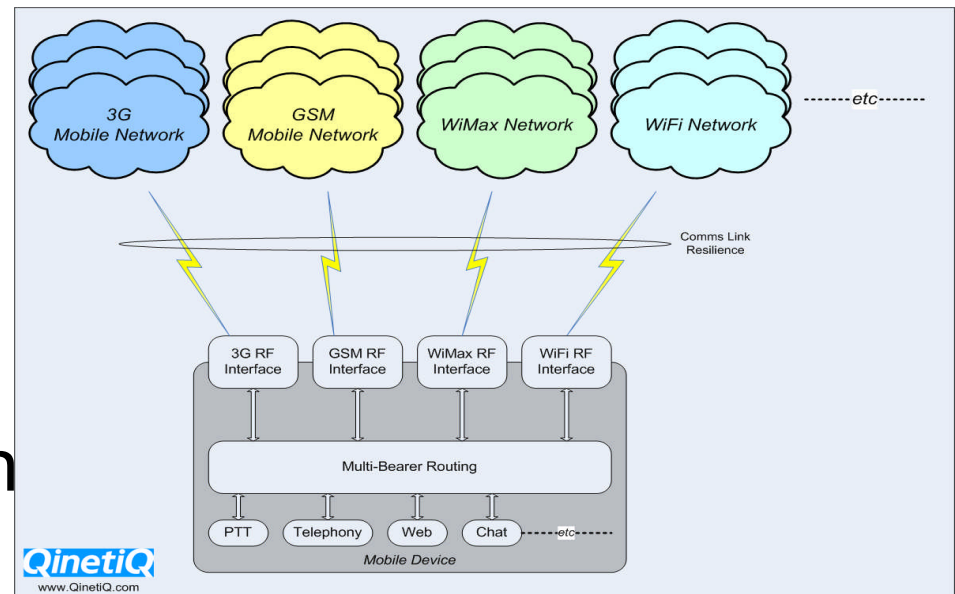 3G
Mobile Network
GSM
Mobile Network
WiMax Network
WiFi Network
etc
Comms Link
Resilience
3G RF
Interface
GSM RF
Interface
WiMax RF
Interface
WiFi RF
Interface
Multi-Bearer Routing
PTT
Telephony
Web
Chat
etc
Mobile Device
QinetiQ
www.QinetiQ.com